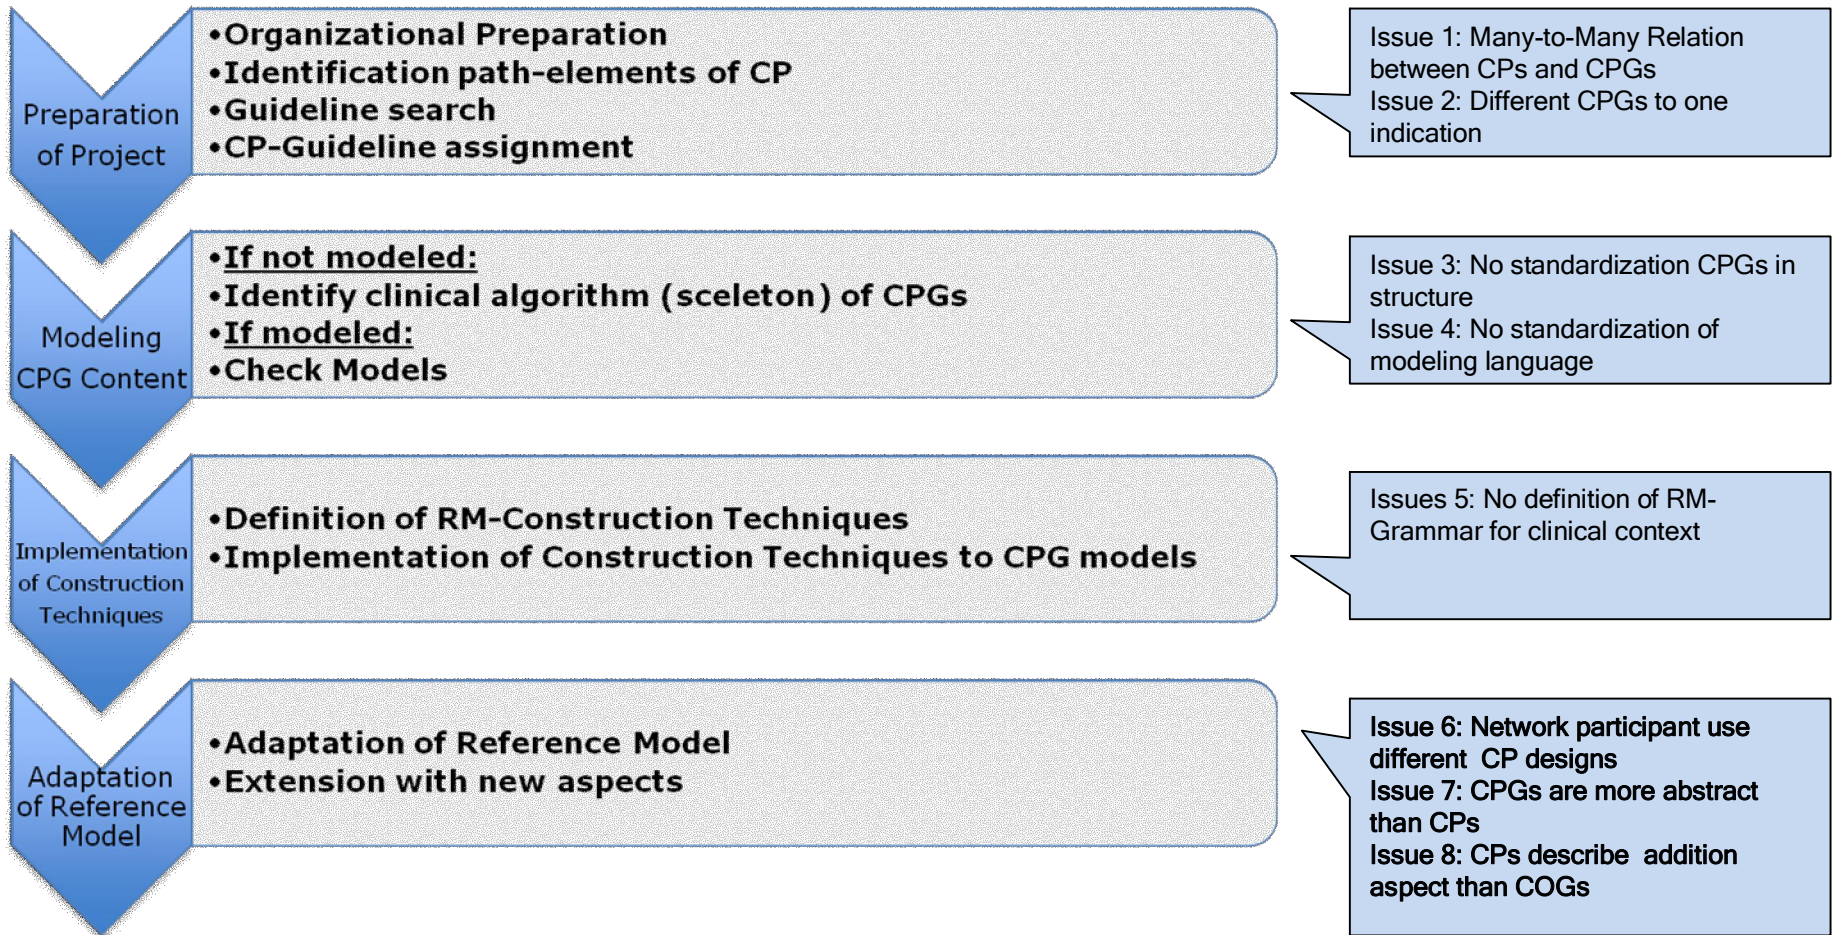 Preparation
of Project
•Organizational Preparation
•Identification path-elements of CP
•Guideline search
•CP-Guideline assignment
Issue 1: Many-to-Many Relation
between CPs and CPGs
Issue 2: Different CPGs to one
indication
Modeling
CPG Content
•If not modeled:
•Identify clinical algorithm (sceleton) of CPGs
•If modeled:
•Check Models
Issue 3: No standardization CPGs in
structure
Issue 4: No standardization of
modeling language
Implementation
of Construction
Techniques
•Definition of RM-Construction Techniques
•Implementation of Construction Techniques to CPG models
Issues 5: No definition of RM-
Grammar for clinical context
Adaptation
of Reference
Model
•Adaptation of Reference Model
•Extension with new aspects
Issue 6: Network participant use
different CP designs
Issue 7: CPGs are more abstract
than CPs
Issue 8: CPs describe addition
aspect than COGs